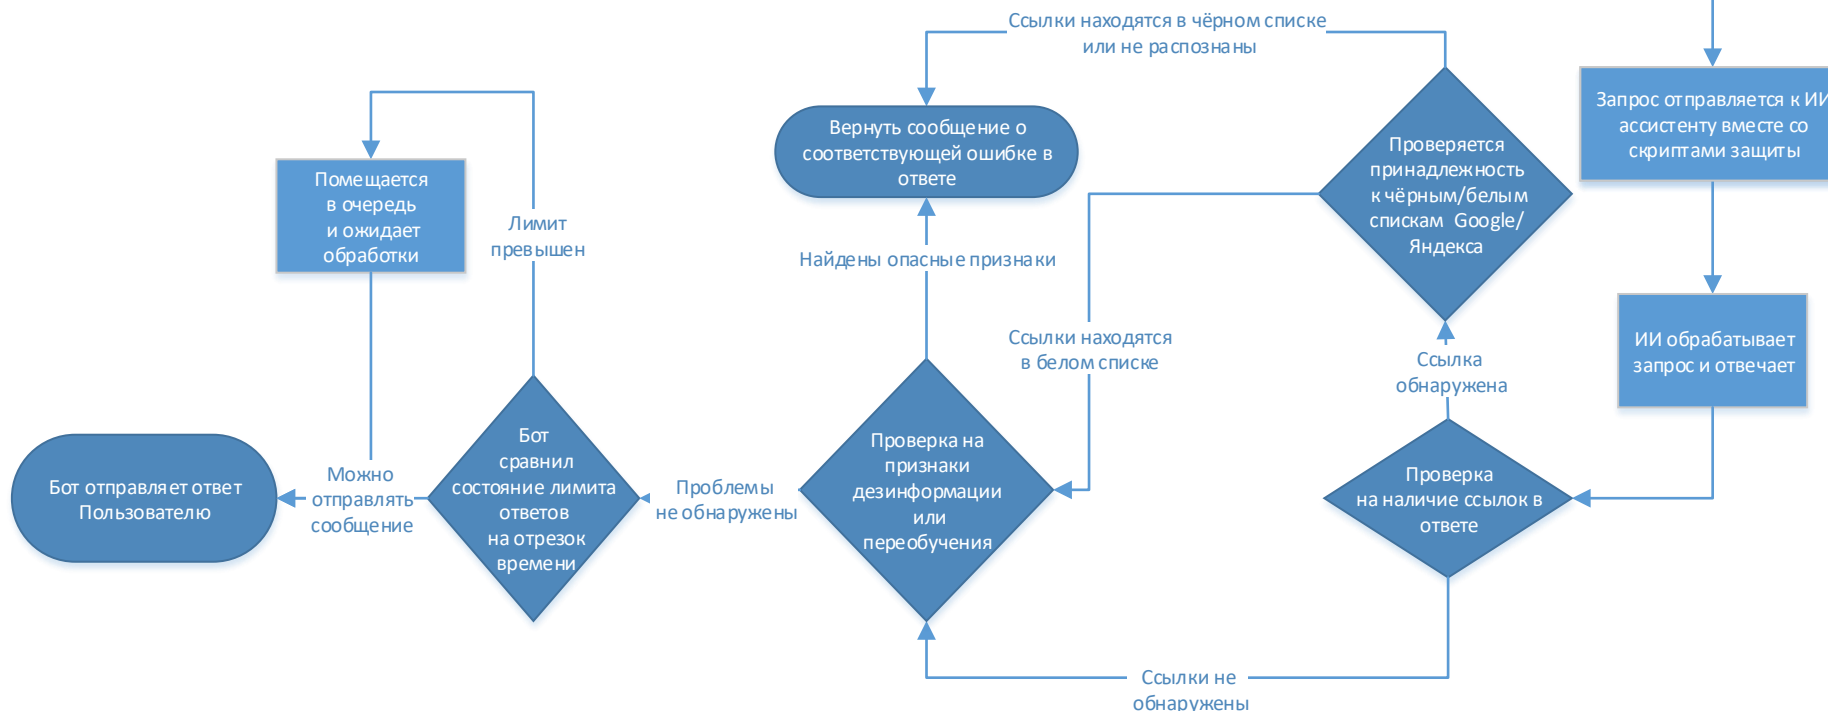 Ссылки находятся в чёрном списке
или не распознаны
Запрос отправляется к ИИ
ассистенту вместе со
скриптами защиты
Вернуть сообщение о
соответствующей ошибке в
ответе
Проверяется
принадлежность
к чёрным/белым
спискам Google/
Яндекса
Помещается
в очередь
и ожидает
обработки
Лимит
превышен
Найдены опасные признаки
Ссылки находятся
в белом списке
ИИ обрабатывает
запрос и отвечает
Ссылка
обнаружена
Бот
сравнил
состояние лимита
ответов
на отрезок
времени
Проверка на
признаки
дезинформации
или
переобучения
Проверка
на наличие ссылок в
ответе
Бот отправляет ответ
Пользователю
Можно
отправлять
сообщение
Проблемы
не обнаружены
Ссылки не
обнаружены